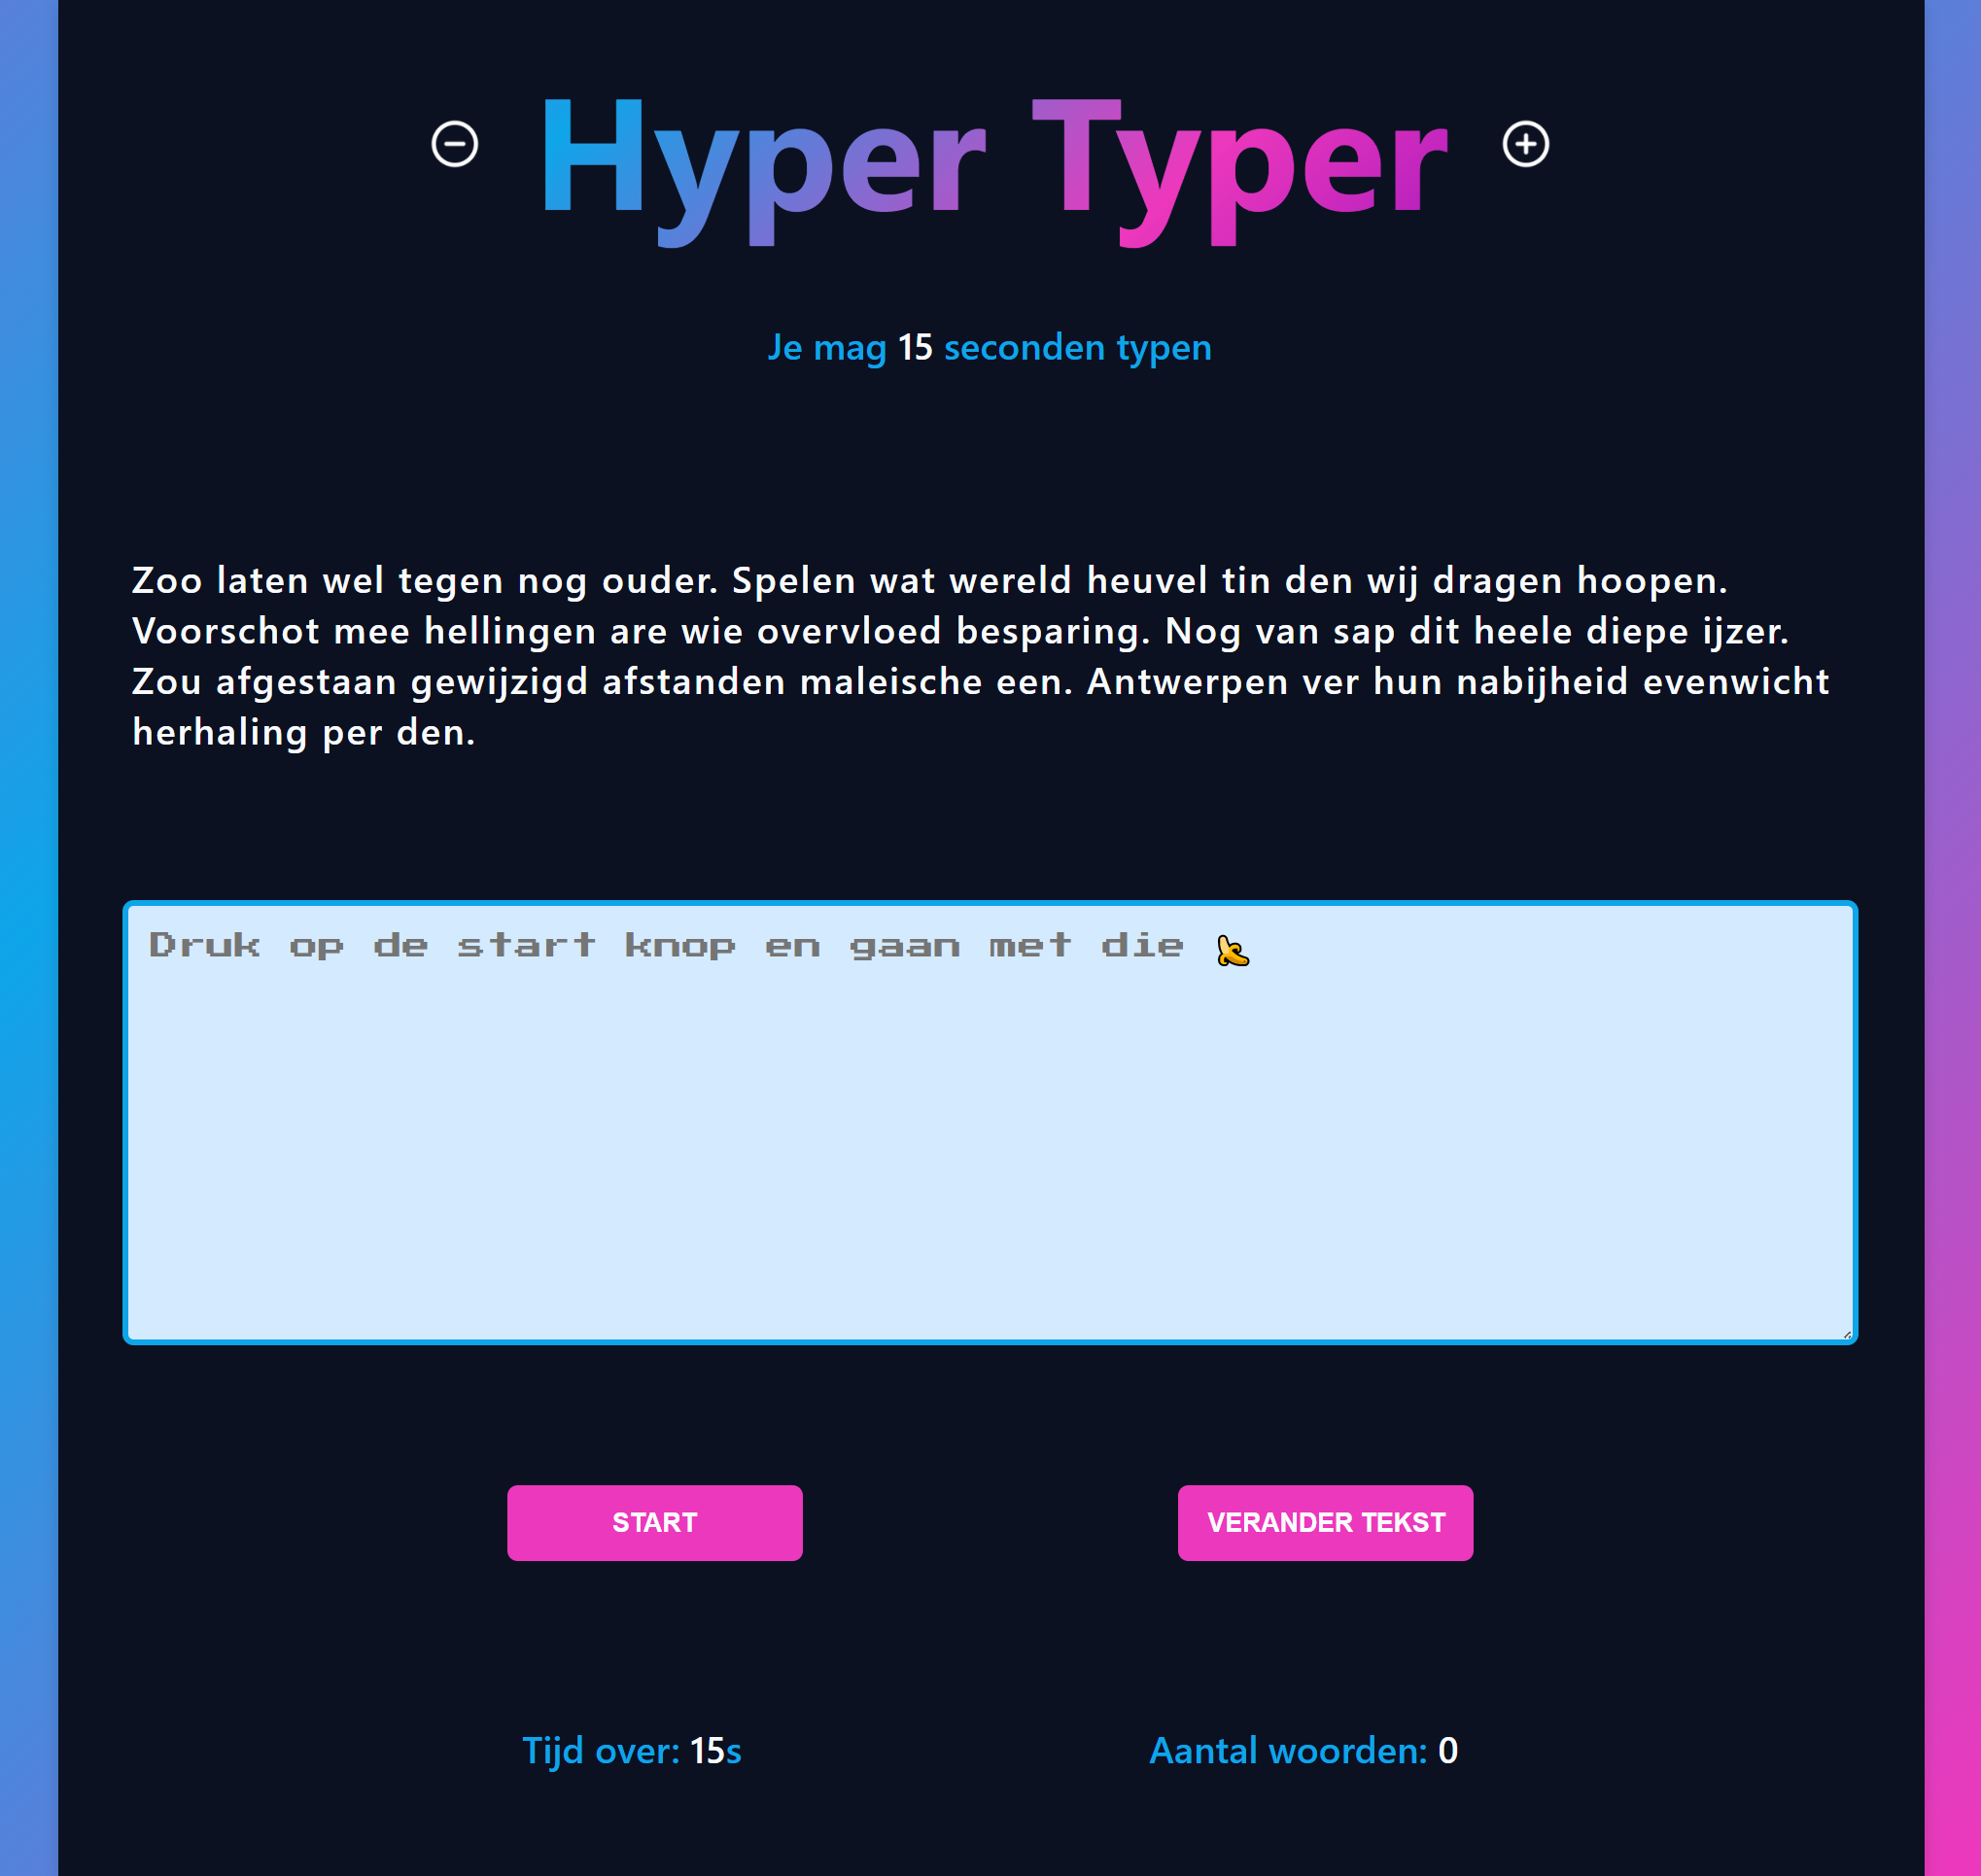 Hyper Typer
Je mag 15 seconden typen
Zoo laten wel tegen nog ouder. Spelen wat wereld heuvel tin den wij dragen hoopen.
Voorschot mee hellingen are wie overvloed besparing. Nog van sap dit heele diepe ijzer.
Zou afgestaan gewijzigd afstanden maleische een. Antwerpen ver hun nabijheid evenwicht
herhaling per den.
Druk op de start knop en gaan met die 🍌
START
VERANDER TEKST
Tijd over: 15s
Aantal woorden: 0